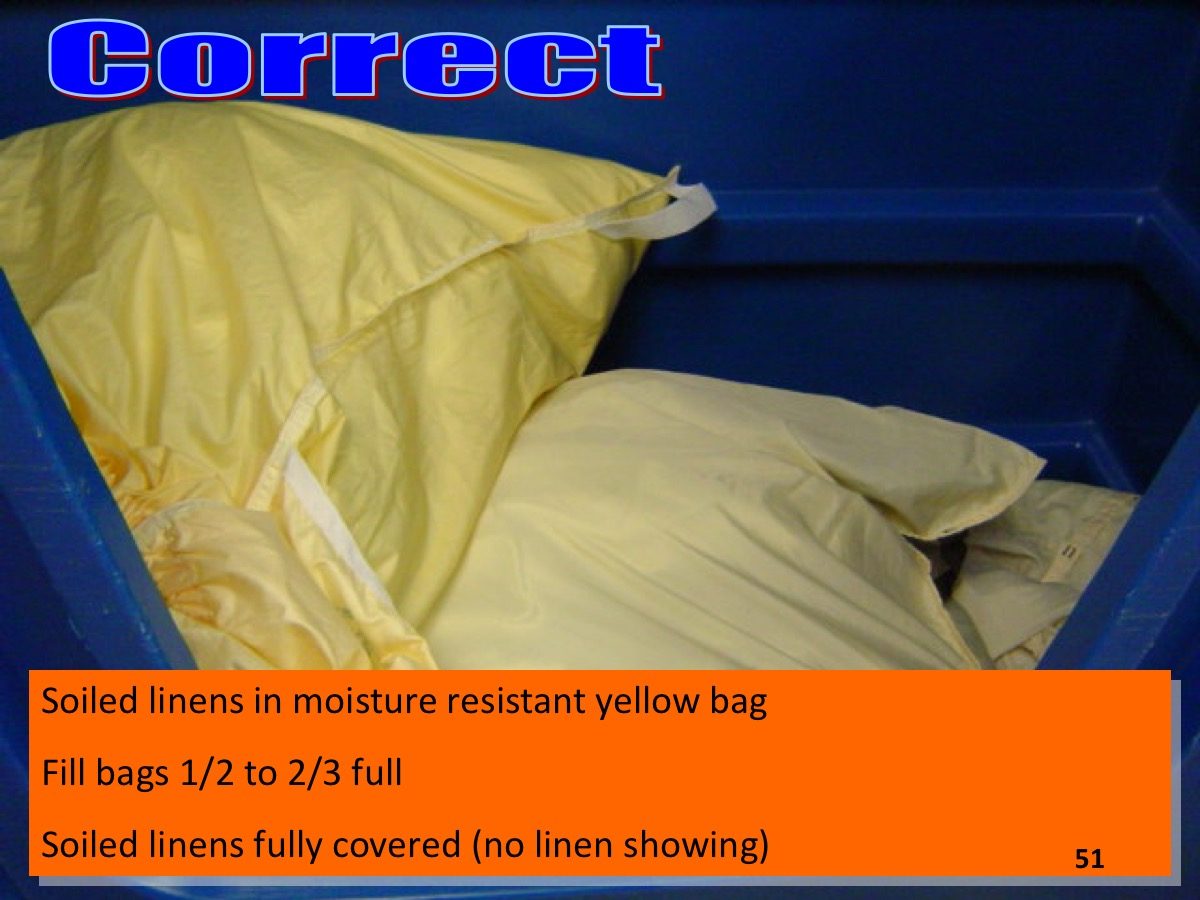 Correct
Soiled linens in moisture resistant yellow bag
Fill bags 1/2 to 2/3 full
Soiled linens fully covered (no linen showing)
51